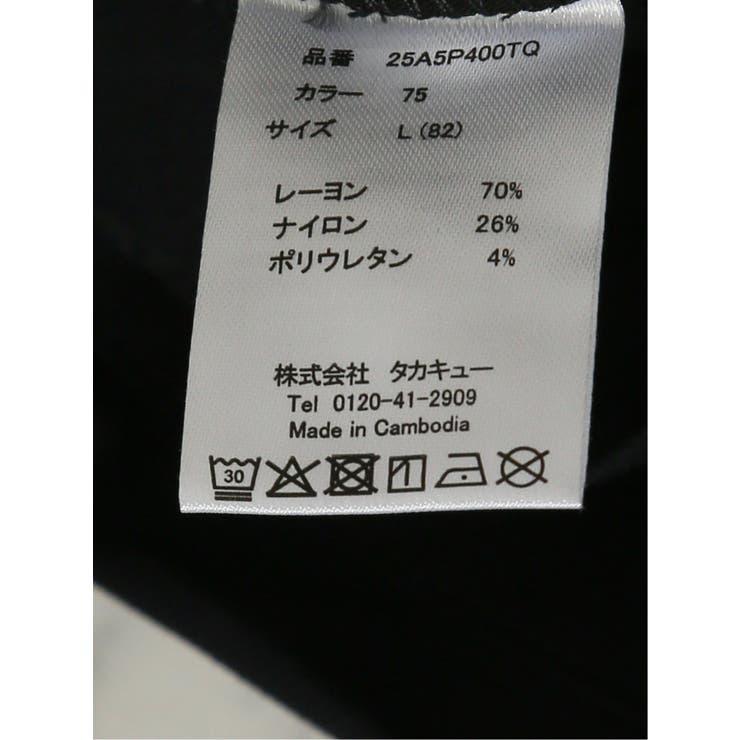 品番 25A5P400TQ
カラー 75
サイズ L (82)
レーヨン 70%
ナイロン 26%
ポリウレタン 4%
株式会社 タカキュー
Tel 0120-41-2909
Made in Cambodia
30